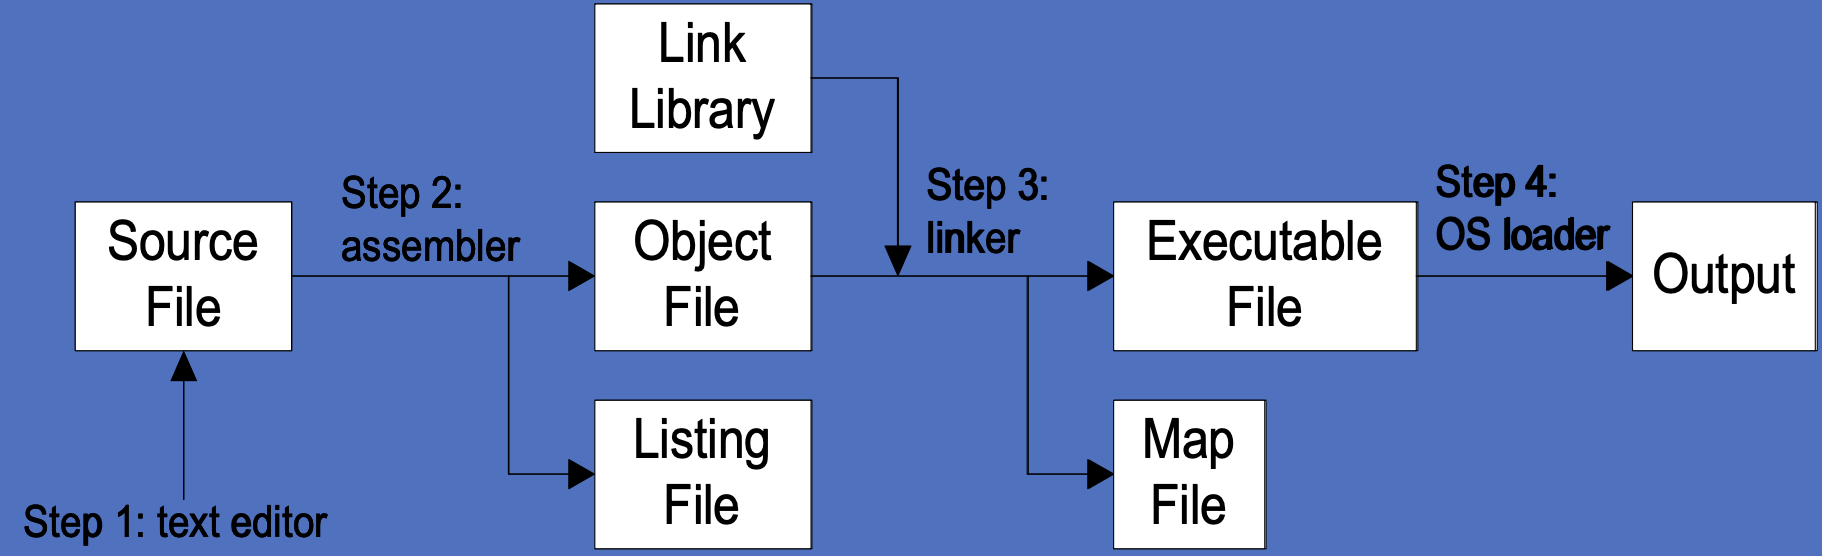 Link
Library
Step 2:
assembler
Step 3:
linker
Step 4:
OS loader
Source
File
Object
File
Executable
File
Output
Listing
File
Map
File
Step 1: text editor